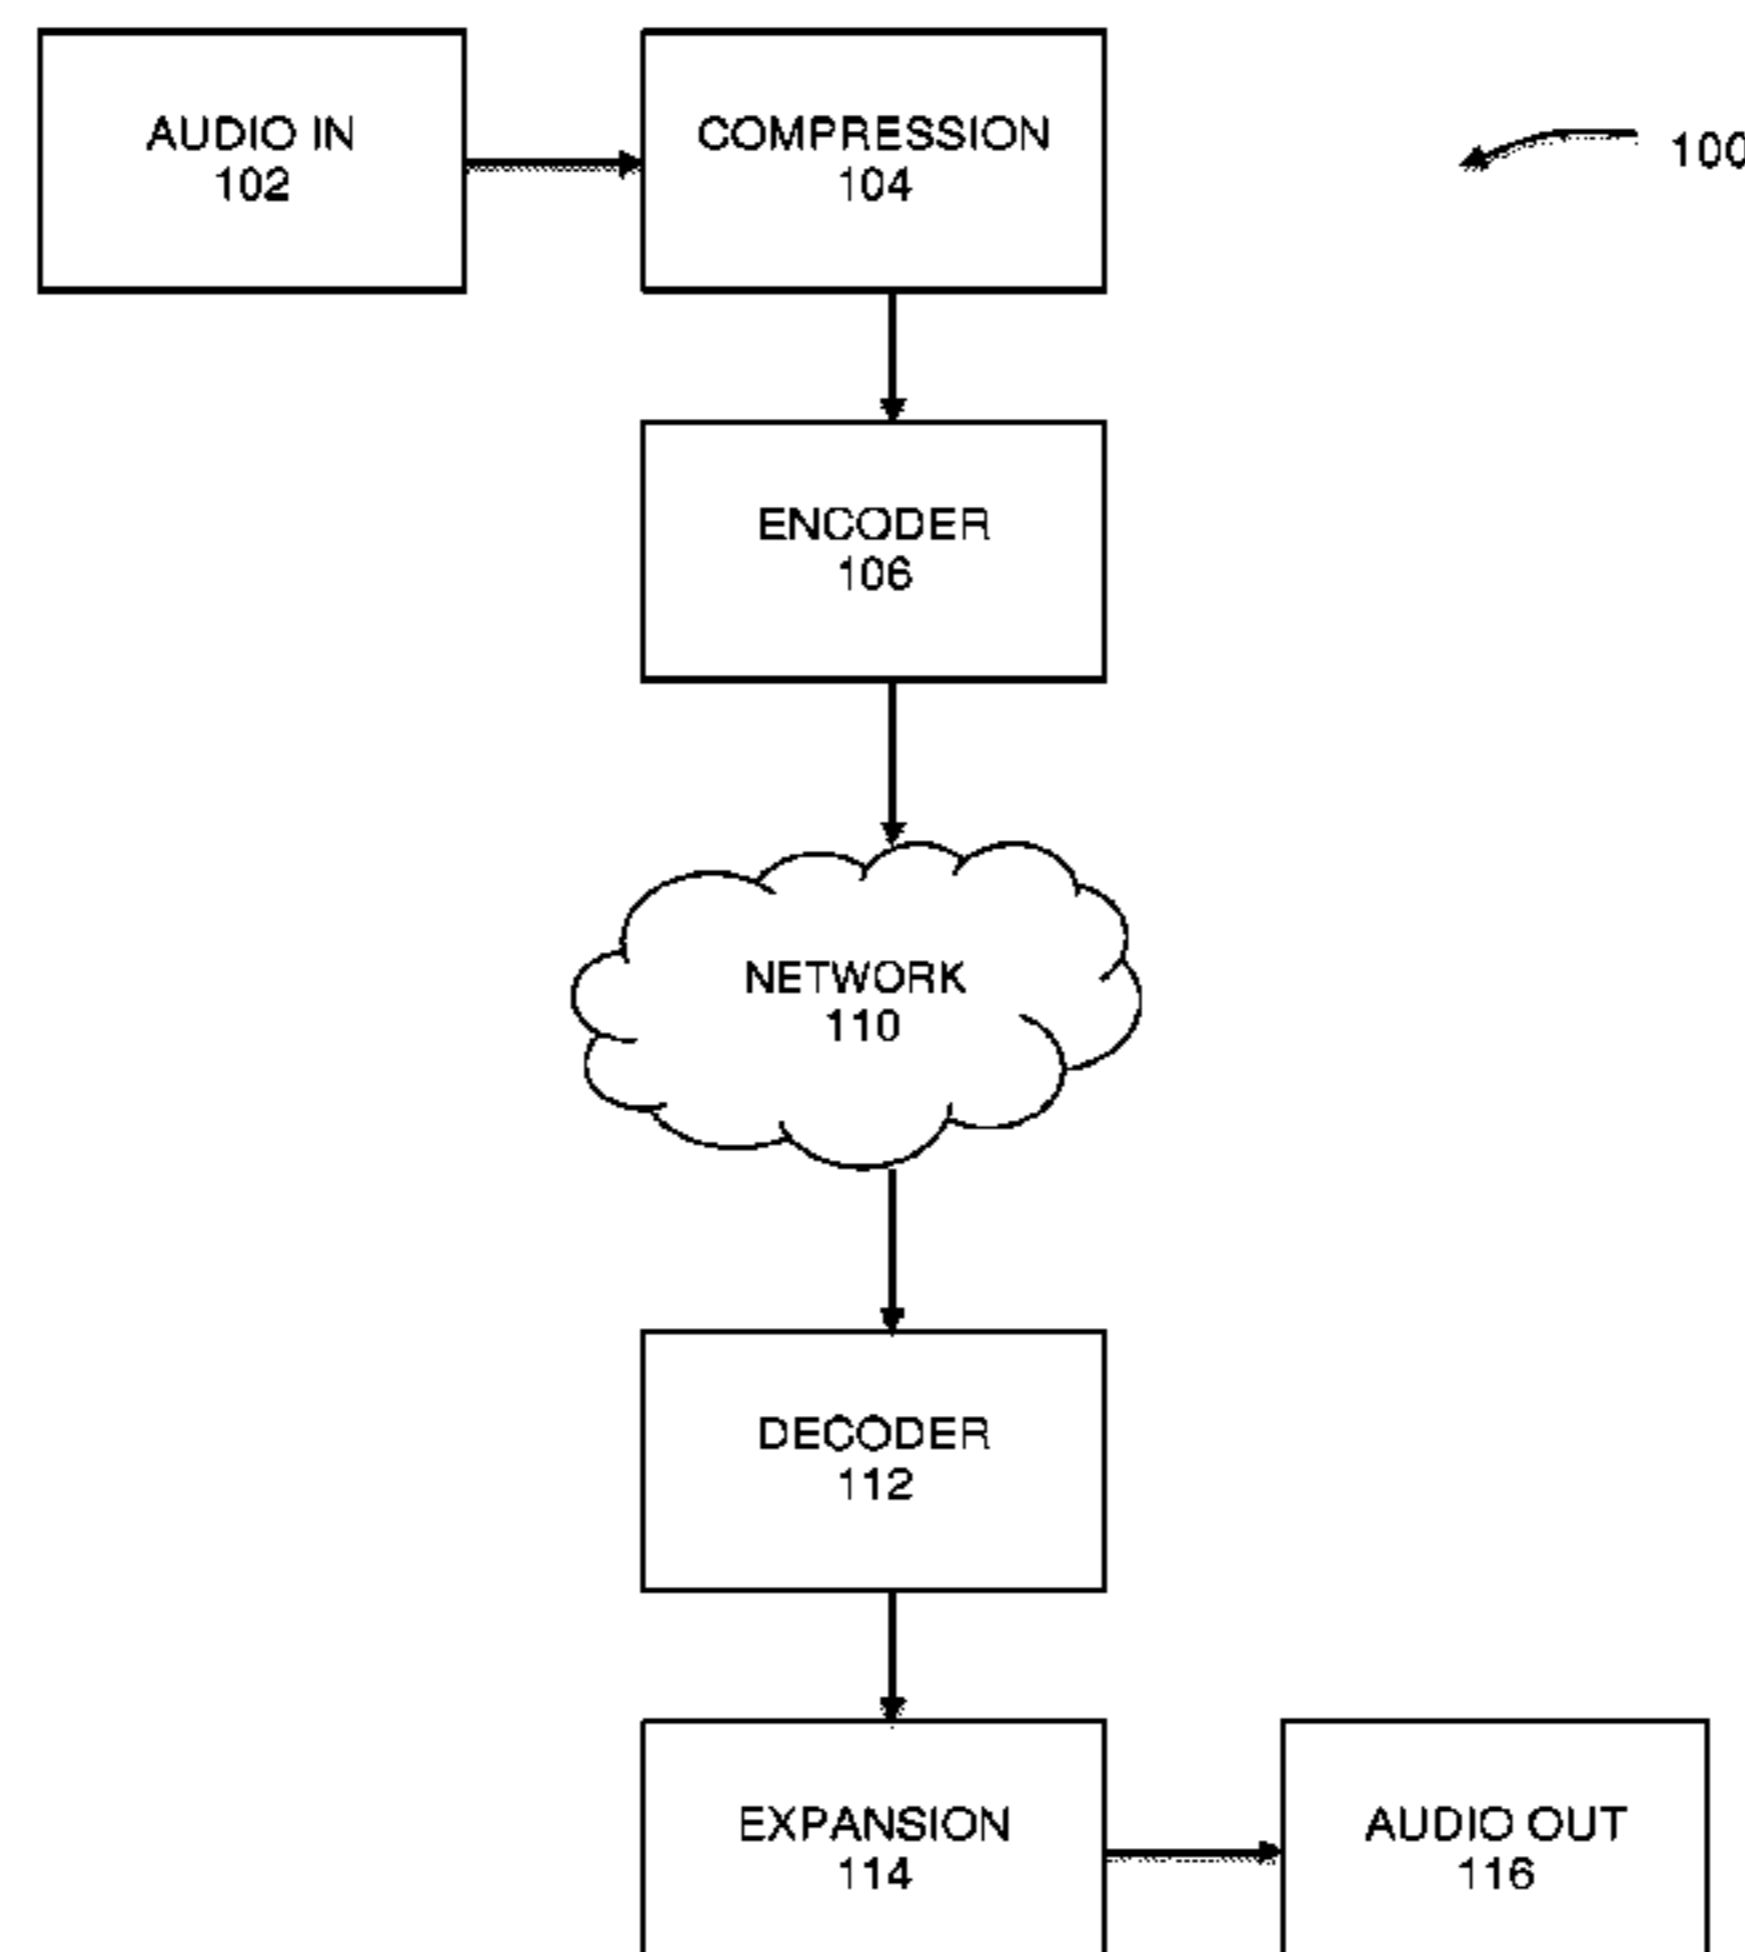 AUDIO IN
102
COMPRESSION
104
100
ENCODER
106
NETWORK
110
DECODER
112
EXPANSION
114
AUDIO OUT
116